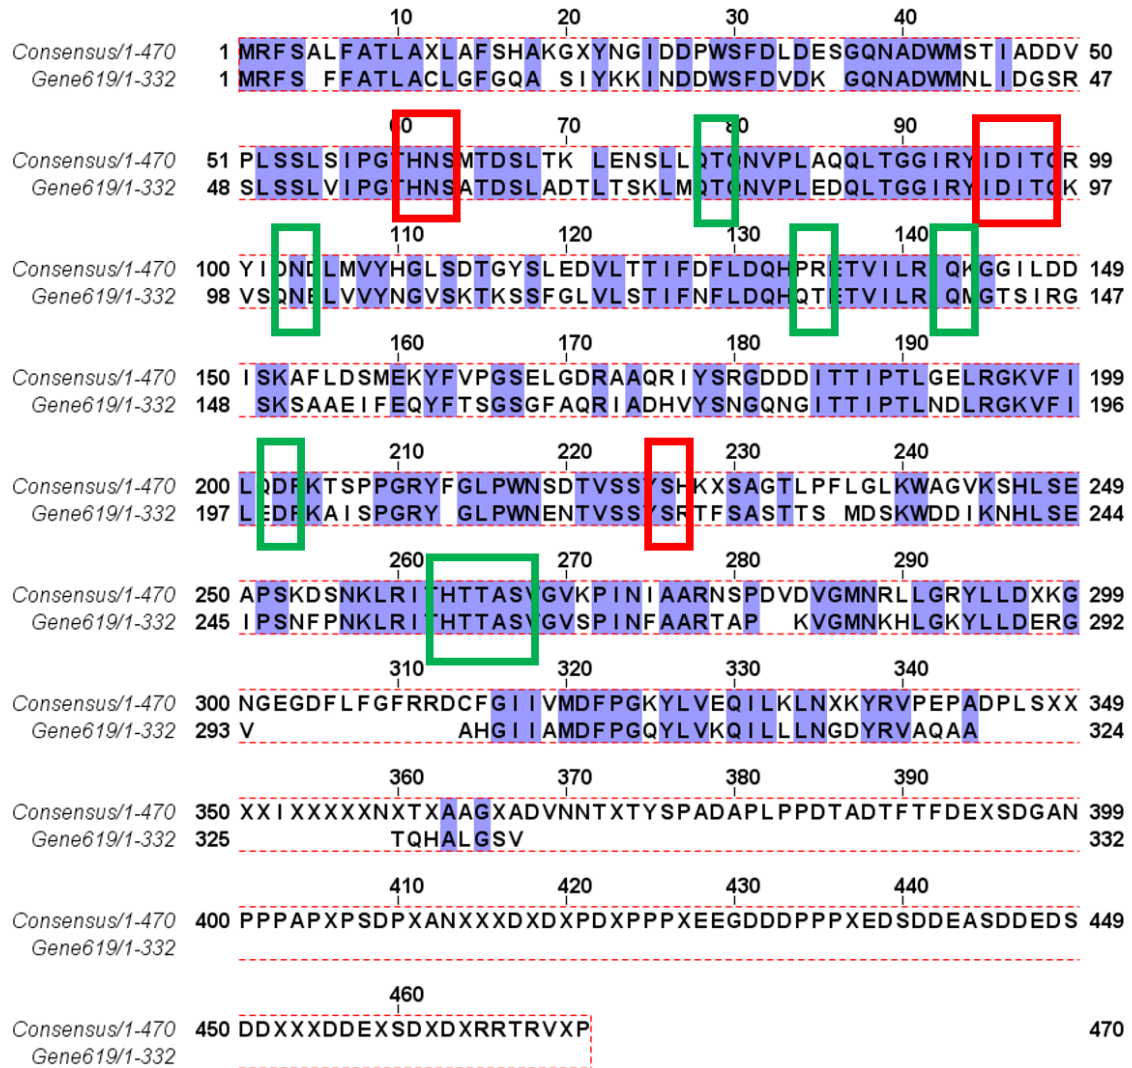 10 20 30 40
Consensus/1-470 1 MRFSALFATLAXLAFSHAKGXYNGIDDPWSFDLDESGQNADWMSTIADDV 50
Gene619/1-332 1 MRFS FFATLACLGFGQA SIYKKINDDWSFDVDK GQNADWMNLIDGSR 47
60 70 80 90
Consensus/1-470 51 PLSSLSIPGTHNSMTDSLTK LENSLLQTQNVPLAQQLTGGIRYIDITCR 99
Gene619/1-332 48 SLSSLVIPGTHNSATDSLADTLTSKLMQTQNVPLEDQLTGGIRYIDITCK 97
110 120 130 140
Consensus/1-470 100 YIDNDLMVYHGLSDTGYSLEDVLTTIFDFLDQHPRETVILR QKGGILDD 149
Gene619/1-332 98 VSQNELVVYNGVSKTKSSFGLVLSTIFNFLDQHQTETVILR QMGTSIRG 147
160 170 180 190
Consensus/1-470 150 ISKAFLDSMEKYFVPGSELGDRAAQRIYSRGDDDITTIPTLGELRGKVFI 199
Gene619/1-332 148 SKSAAEIFEQYFTSGSGFAQRIADHVYSNGQNGITTIPTLNDLRGKVFI 196
210 220 230 240
Consensus/1-470 200 LQDFKTSPPGRYFGLPWNSDTVSSYSHKXSAGTLPFLGLKWAGVKSHLSE 249
Gene619/1-332 197 LEDFKAISPGRY GLPWNENTVSSYSRTFSASTTS MDSKWDDIKNHLSE 244
260 270 280 290
Consensus/1-470 250 APSKDSNKLRITHTTASVGVKPINIAARNSPDVDVGMNRLLGRYLLDXKG 299
Gene619/1-332 245 IPSNFPNKLRITHTTASVGVSPINFAARTAP KVGMNKHLGKYLLDERG 292
310 320 330 340
Consensus/1-470 300 NGEGDFLFGFRRDCFGIIVMDFPGKYLVEQILKLNXKYRVPEPADPLSXX 349
Gene619/1-332 293 V AHGIIAMDFPGQYLVKQILLLNGDYRVAQAA 324
360 370 380 390
Consensus/1-470 350 XXIXXXXXNXTXAAGXADVNNTXTYSPADAPLPPDTADTFTFDEXSDGAN 399
Gene619/1-332 325 TQHALGSV 332
410 420 430 440
Consensus/1-470 400 PPPAPXPSDPXANXXXDXDXPDXPPPXEEGDDDPPPXEDSDDEASDDEDS 449
Gene619/1-332
460
Consensus/1-470 450 DDXXXDDEXSDXDXRRTRVXP 470
Gene619/1-332